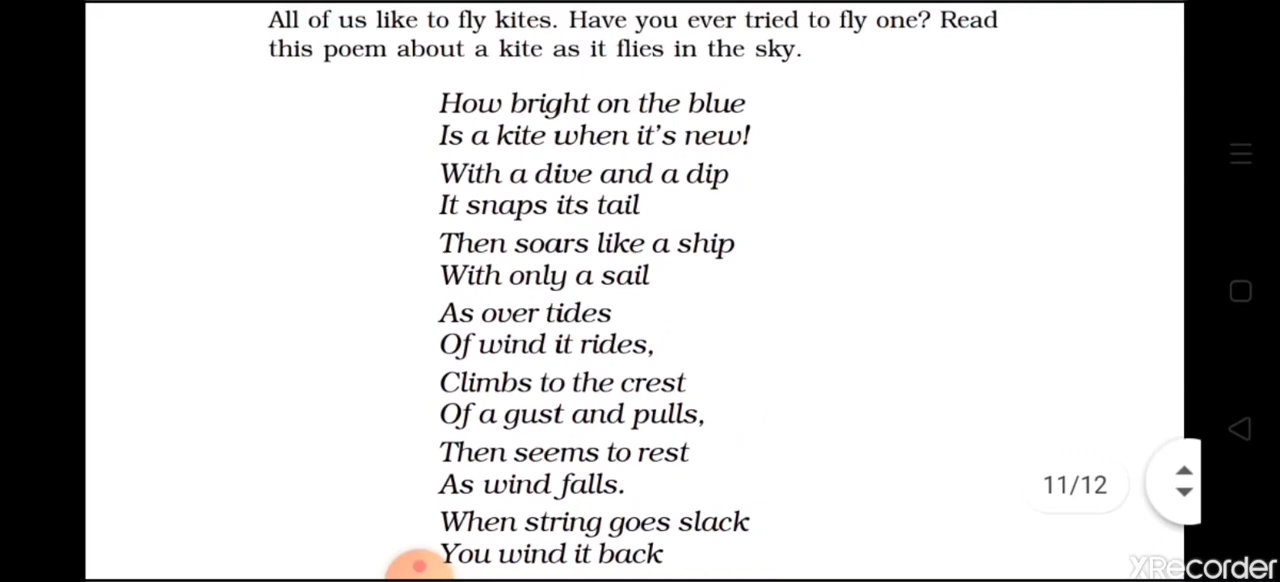 All of us like to fly kites. Have you ever tried to fly one? Read
this poem about a kite as it flies in the sky.
How bright on the blue
Is a kite when it's new!
With a dive and a dip
It snaps its tail
Then soars like a ship
With only a sail
As over tides
Of wind it rides,
Climbs to the crest
Of a gust and pulls,
Then seems to rest
As wind falls.
When string goes slack
You wind it back
11/12
XRecorder